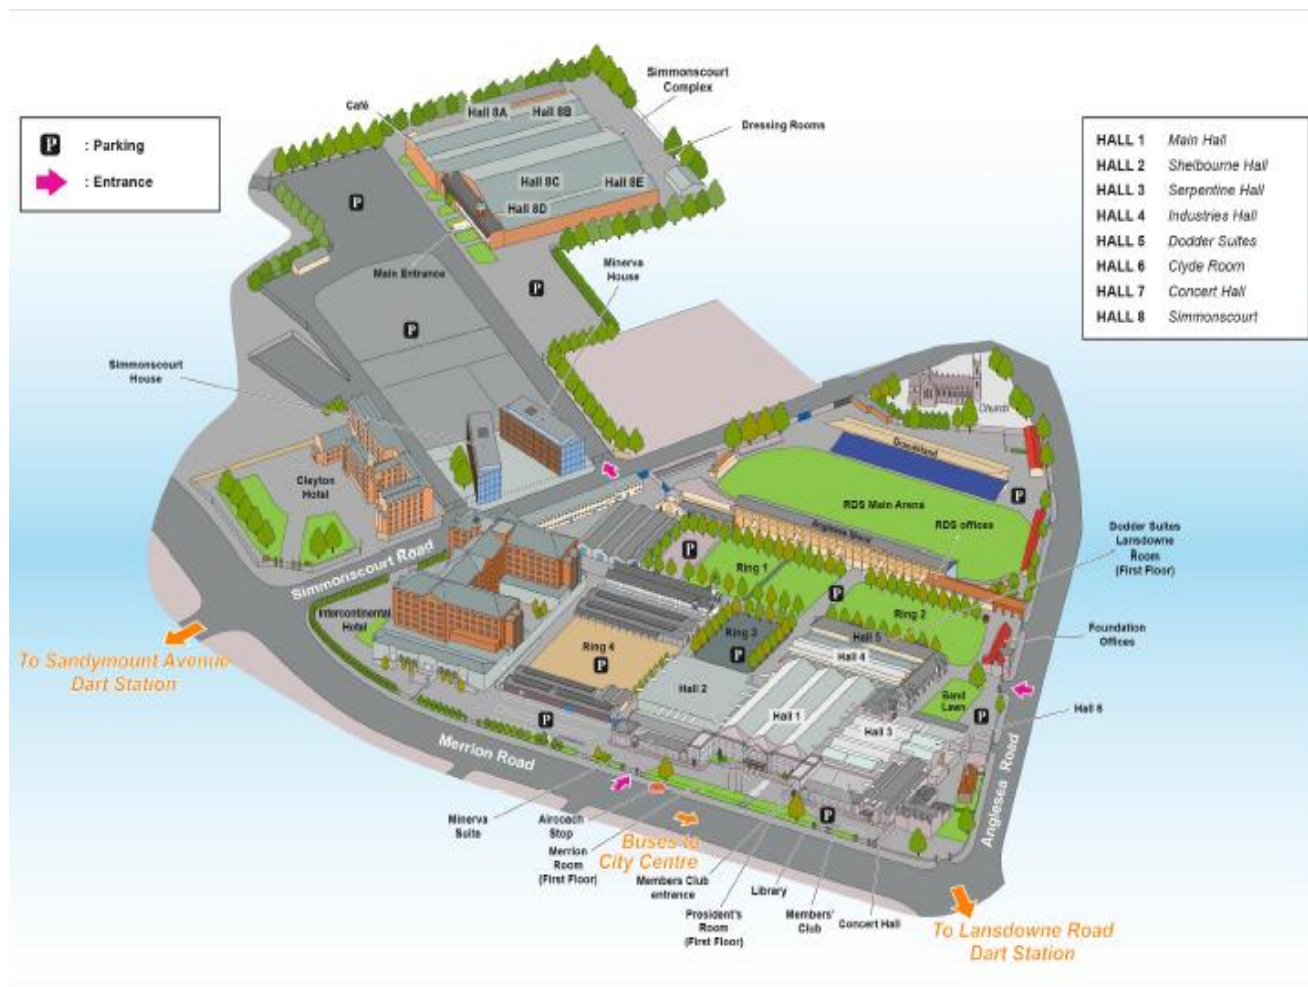 P : Parking
: Entrance
Café
Hall 8A
Hall 8B
Simmonscourt
Complex
Dressing Rooms
Hall 8C
Hall 8E
Hall 8D
P
Main Entrance
P
P
Minerva
House
HALL 1 Main Hall
HALL 2 Shelbourne Hall
HALL 3 Serpentine Hall
HALL 4 Industries Hall
HALL 5 Dodder Suites
HALL 6 Clyde Room
HALL 7 Concert Hall
HALL 8 Simmonscourt
Simmonscourt
House
Clayton
Hotel
Church
Grandstand
P
RDS Main Arena
RDS offices
Anglesea Stand
Dodder Suites
Lansdowne
Room
(First Floor)
Simmonscourt Road
P
Ring 1
P
Ring 2
Intercontinental
Hotel
Ring 3
P
Ring 4
P
Hall 5
Hall 4
Foundation
Offices
To Sandymount Avenue
Dart Station
Hall 2
Hall 1
Hall 3
Band
Lawn
P
Hall 6
P
Merrion Road
Anglesea Road
P
Minerva
Suite
Aircoach
Stop
Merrion
Room
(First Floor)
Buses to
City Centre
Members Club
entrance
President's
Room
(First Floor)
Library
Members'
Club
Concert Hall
To Lansdowne Road
Dart Station